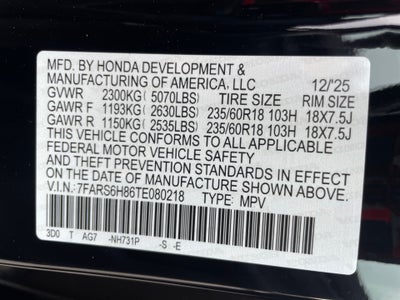 MFD. BY HONDA DEVELOPMENT &
MANUFACTURING OF AMERICA, LLC 12/'25
GVWR 2300KG (5070LBS) TIRE SIZE RIM SIZE
GAWR F 1193KG (2630LBS) 235/60R18 103H 18X7.5J
GAWR R 1150KG (2535LBS) 235/60R18 103H 18X7.5J
THIS VEHICLE CONFORMS TO ALL APPLICABLE
FEDERAL MOTOR VEHICLE SAFETY
AND THEFT PREVENTION STANDARDS IN EFFECT
ON THE DATE OF MANUFACTURE SHOWN ABOVE.
V.I.N.: 7FARS6H86TE080218 TYPE: MPV
3D0 T AG7 -NH731P -S -E